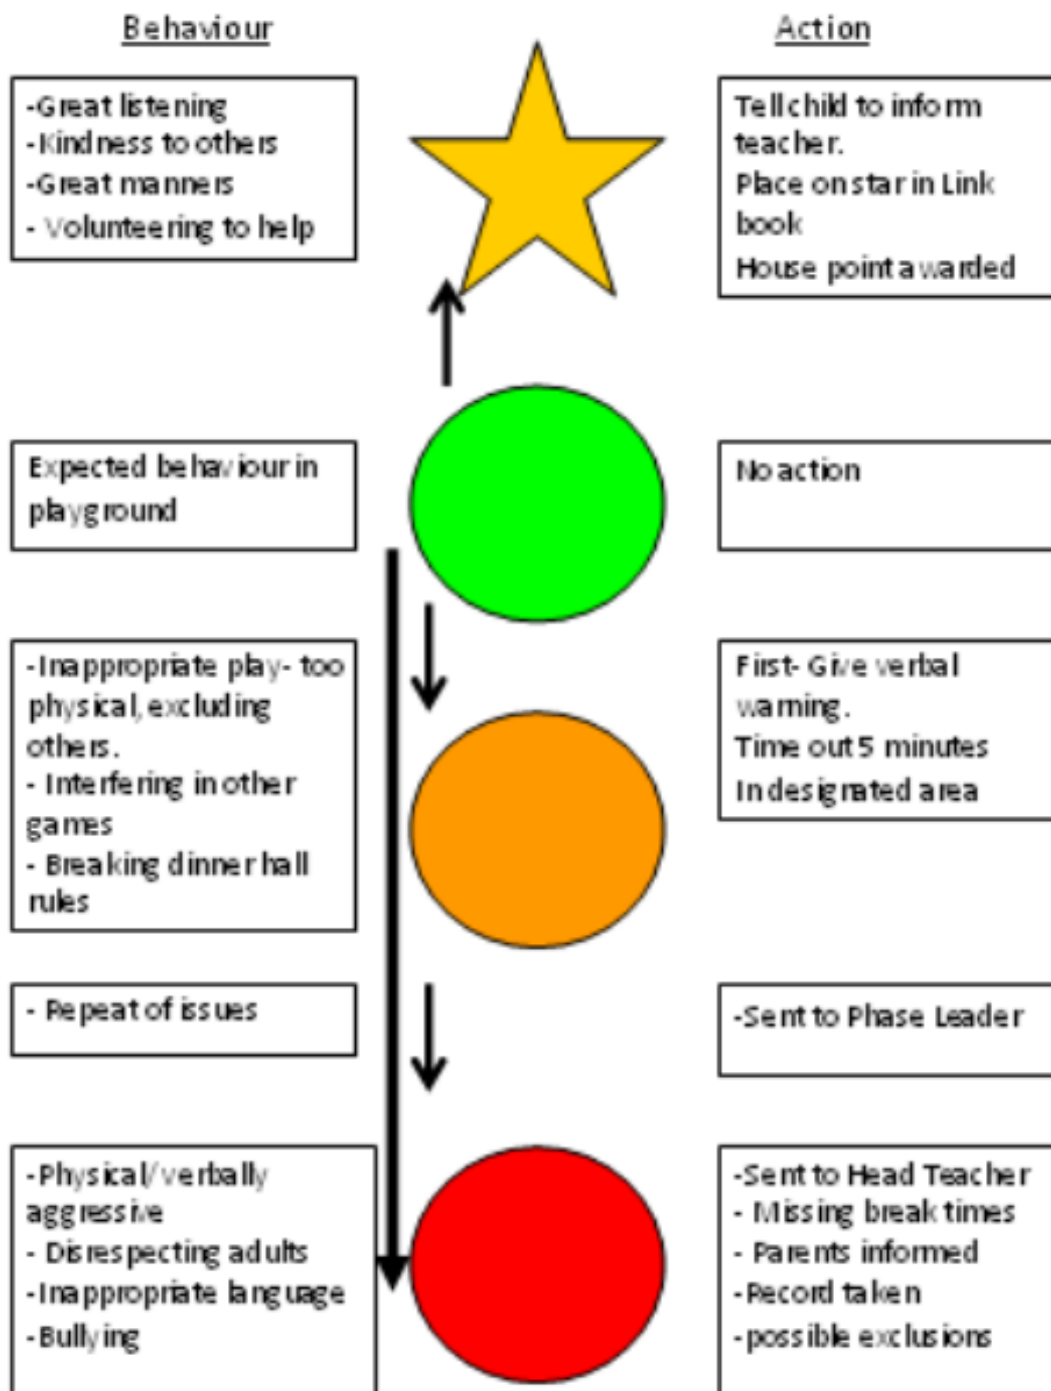 Behaviour
Action
-Great listening
-Kindness to others
-Great manners
- Volunteering to help
Tell child to inform
teacher.
Place on star in Link
book
House point awarded
Expected behaviour in
playground
No action
-Inappropriate play- too
physical, excluding
others.
- Interfering in other
games
- Breaking dinner hall
rules
First- Give verbal
warning.
Time out 5 minutes
In designated area
- Repeat of issues
-Sent to Phase Leader
-Physical/ verbally
aggressive
- Disrespecting adults
-Inappropriate language
-Bullying
-Sent to Head Teacher
- Missing break times
- Parents informed
-Record taken
-possible exclusions